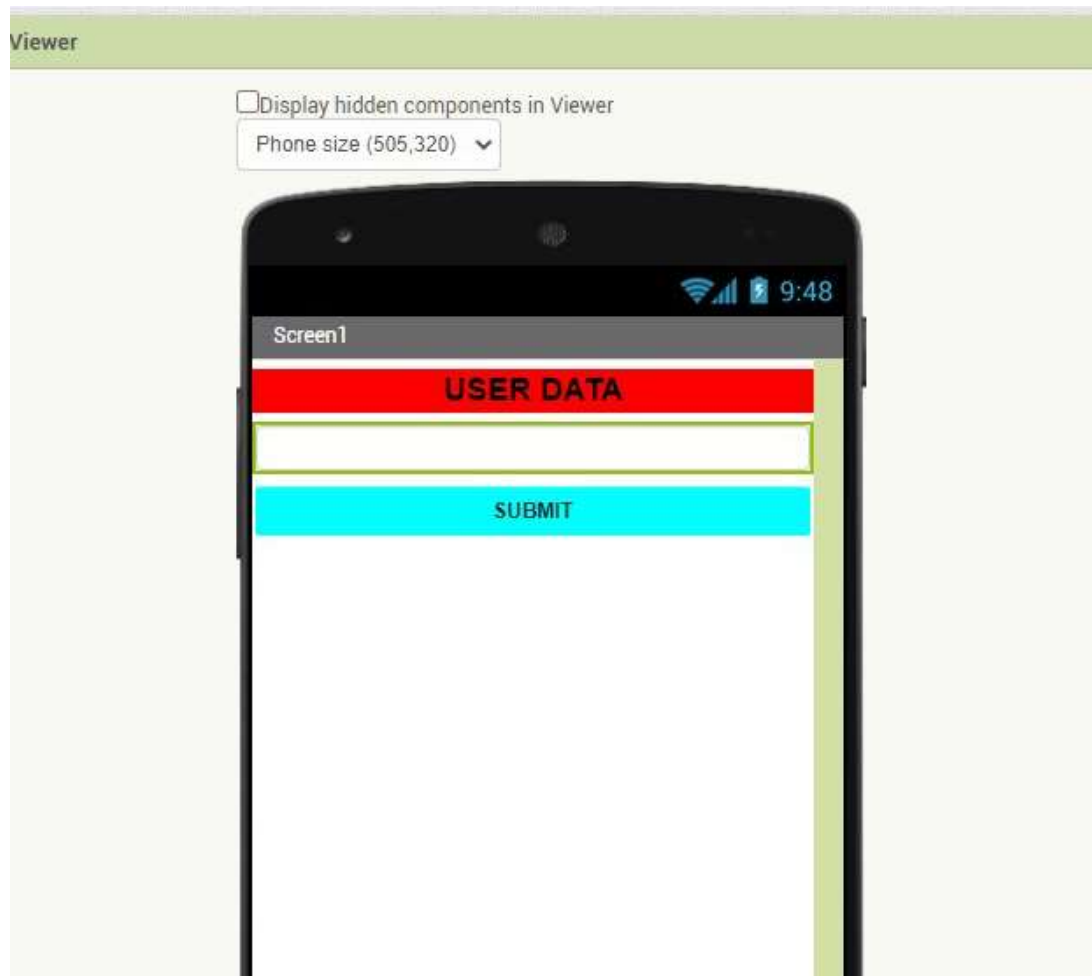 Viewer
Display hidden components in Viewer
Phone size (505,320)
9:48
Screen1
USER DATA
SUBMIT